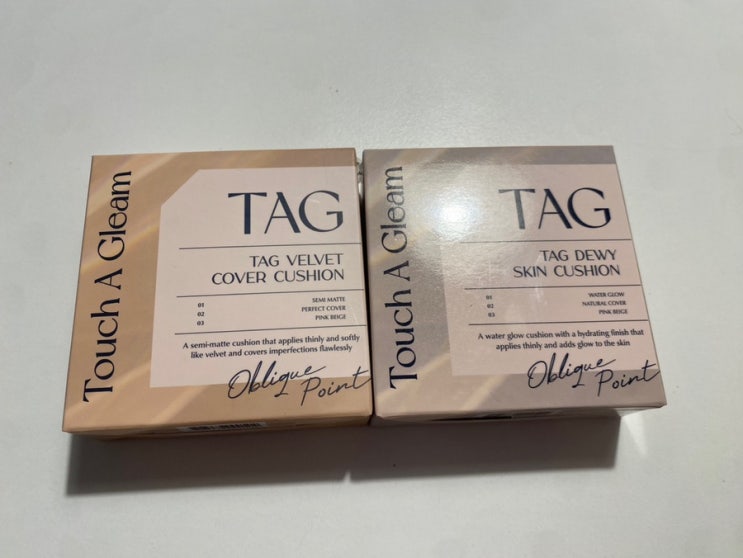 Touch A Gleam
TAG
TAG VELVET
COVER CUSHION
01 SEMI MATTE
02 PERFECT COVER
03 PINK BEIGE
A semi-matte cushion that applies thinly and softly
like velvet and covers imperfections flawlessly
Oblique Point
Touch A Gleam
TAG
TAG DEWY
SKIN CUSHION
01 WATER GLOW
02 NATURAL COVER
03 PINK BEIGE
A water glow cushion with a hydrating finish that
applies thinly and adds glow to the skin
Oblique Point